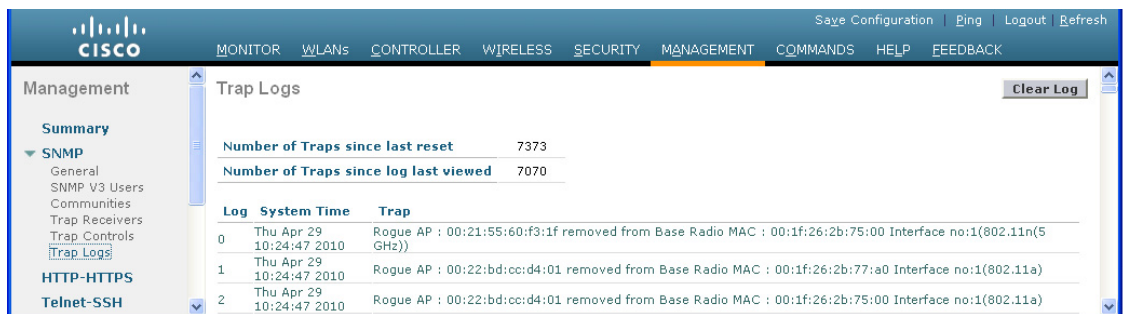 Save Configuration | Ping | Logout | Refresh
CISCO
MONITOR WLANs CONTROLLER WIRELESS SECURITY MANAGEMENT COMMANDS HELP FEEDBACK
Management
Summary
SNMP
General
SNMP V3 Users
Communities
Trap Receivers
Trap Controls
Trap Logs
HTTP-HTTPS
Telnet-SSH
Trap Logs
Clear Log
Number of Traps since last reset 7373
Number of Traps since log last viewed 7070
Log System Time Trap
0 Thu Apr 29 10:24:47 2010 Rogue AP : 00:21:55:60:f3:1f removed from Base Radio MAC : 00:1f:26:2b:75:00 Interface no:1(802.11n(5
GHz))
1 Thu Apr 29 10:24:47 2010 Rogue AP : 00:22:bd:cc:d4:01 removed from Base Radio MAC : 00:1f:26:2b:77:a0 Interface no:1(802.11a)
2 Thu Apr 29 10:24:47 2010 Rogue AP : 00:22:bd:cc:d4:01 removed from Base Radio MAC : 00:1f:26:2b:75:00 Interface no:1(802.11a)